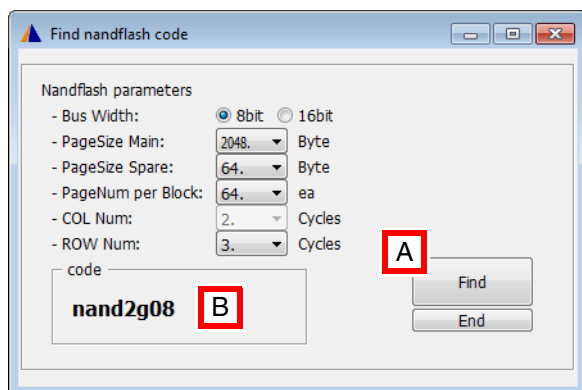 Find nandflash code
Nandflash parameters
- Bus Width: 8bit 16bit
- PageSize Main: 2048. Byte
- PageSize Spare: 64. Byte
- PageNum per Block: 64. ea
- COL Num: 2. Cycles
- ROW Num: 3. Cycles
A
code
Find
nand2g08 B
End